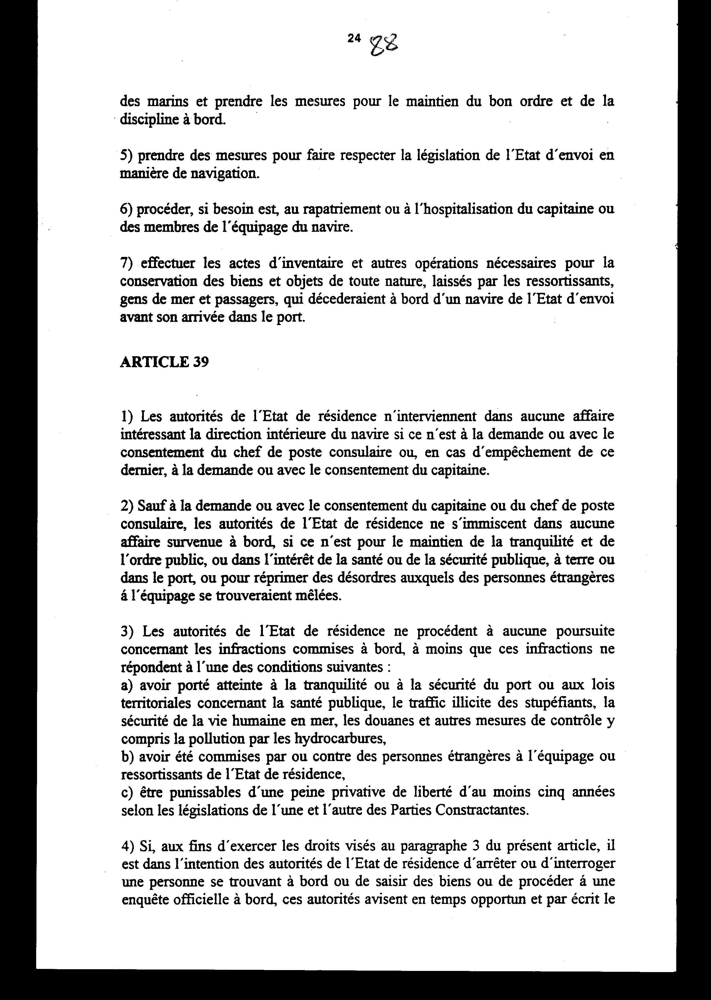 24 88
des marins et prendre les mesures pour le maintien du bon ordre et de la
discipline à bord.
5) prendre des mesures pour faire respecter la législation de l´Etat d´envoi en
manière de navigation.
6) procéder, si besoin est, au rapatriement ou à l´hospitalisation du capitaine ou
des membres de l´équipage du navire.
7) effectuer les actes d´inventaire et autres opérations nécessaires pour la
conservation des biens et objets de toute nature, laissés par les ressortissants,
gens de mer et passagers, qui décederaient à bord d´un navire de l´Etat d´envoi
avant son arrivée dans le port.
ARTICLE 39
1) Les autorités de l´Etat de résidence n´interviennent dans aucune affaire
intéressant la direction intérieure du navire si ce n´est à la demande ou avec le
consentement du chef de poste consulaire ou, en cas d´empêchement de ce
dernier, à la demande ou avec le consentement du capitaine.
2) Sauf à la demande ou avec le consentement du capitaine ou du chef de poste
consulaire, les autorités de l´Etat de résidence ne s´immiscent dans aucune
affaire survenue à bord, si ce n´est pour le maintien de la tranquilité et de
l´ordre public, ou dans l´intérêt de la santé ou de la sécurité publique, à terre ou
dans le port, ou pour réprimer des désordres auxquels des personnes étrangères
á l´équipage se trouveraient mêlées.
3) Les autorités de l´Etat de résidence ne procédent à aucune poursuite
concernant les infractions commises à bord, à moins que ces infractions ne
répondent à l´une des conditions suivantes :
a) avoir porté atteinte à la tranquilité ou à la sécurité du port ou aux lois
territoriales concernant la santé publique, le traffic illicite des stupéfiants, la
sécurité de la vie humaine en mer, les douanes et autres mesures de contrôle y
compris la pollution par les hydrocarbures,
b) avoir été commises par ou contre des personnes étrangères à l´équipage ou
ressortissants de l´Etat de résidence,
c) être punissables d´une peine privative de liberté d´au moins cinq années
selon les législations de l´une et l´autre des Parties Constractantes.
4) Si, aux fins d´exercer les droits visés au paragraphe 3 du présent article, il
est dans l´intention des autorités de l´Etat de résidence d´arrêter ou d´interroger
une personne se trouvant à bord ou de saisir des biens ou de procéder á une
enquête officielle à bord, ces autorités avisent en temps opportun et par écrit le